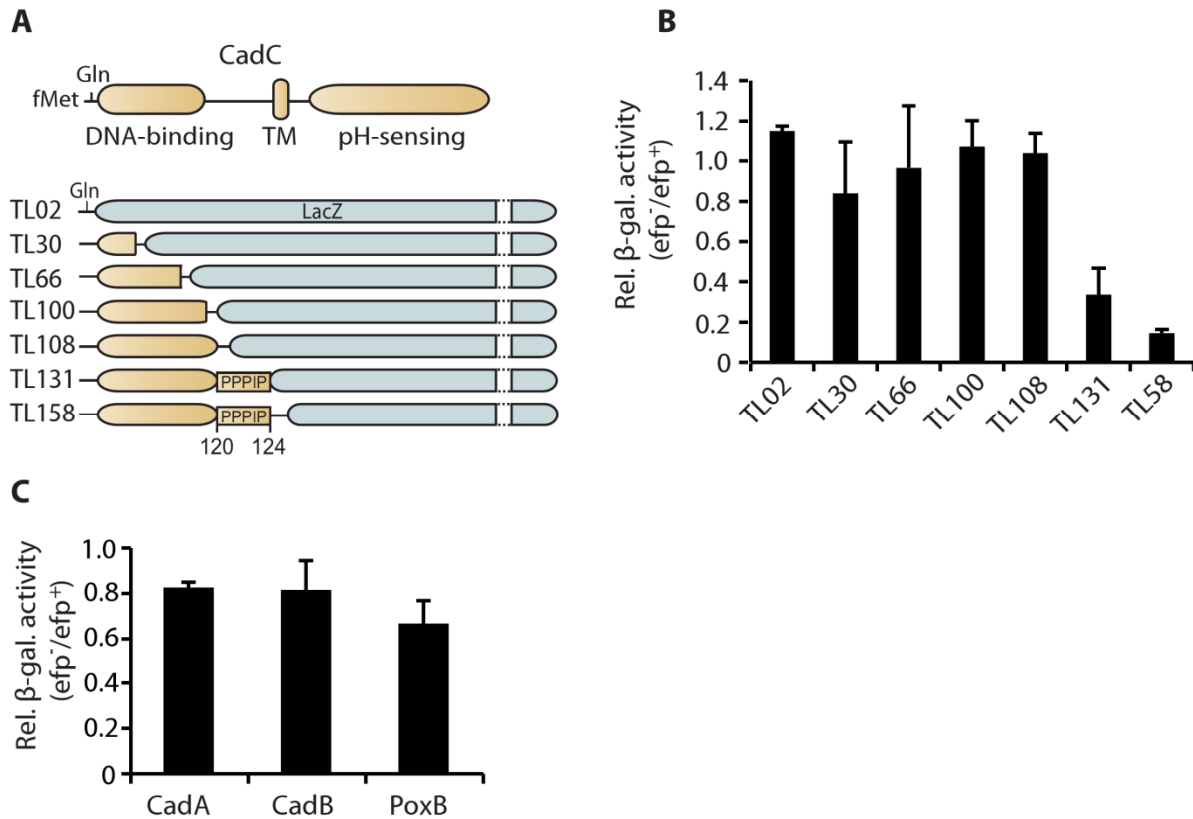 A
CadC
Gln
fMet
DNA-binding TM pH-sensing
Gln
TL02 LacZ
TL30
TL66
TL100
TL108
TL131 PPPIP
TL158 PPPIP
120 124
B
Rel. β-gal. activity
(efp⁻/efp⁺)
1.4
1.2
1.0
0.8
0.6
0.4
0.2
0
TL02 TL30 TL66 TL100 TL108 TL131 TL58
C
Rel. β-gal. activity
(efp⁻/efp⁺)
1.0
0.8
0.6
0.4
0.2
0
CadA CadB PoxB